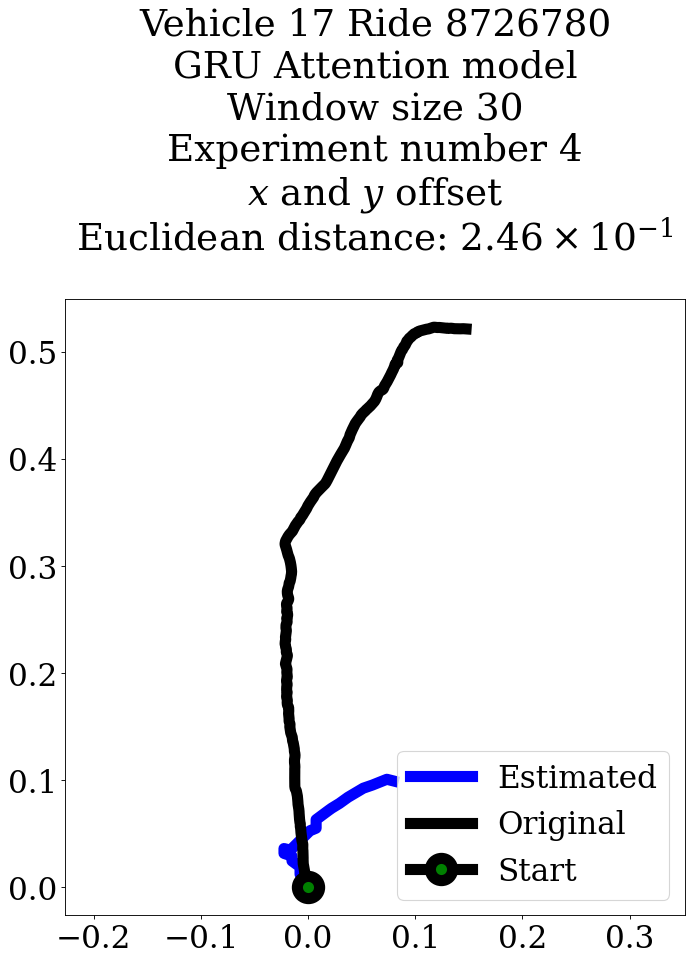 Vehicle 17 Ride 8726780
GRU Attention model
Window size 30
Experiment number 4
x and y offset
Euclidean distance: 2.46 × 10⁻¹
0.5
0.4
0.3
0.2
0.1
0.0
Estimated
Original
Start
−0.2 −0.1 0.0 0.1 0.2 0.3